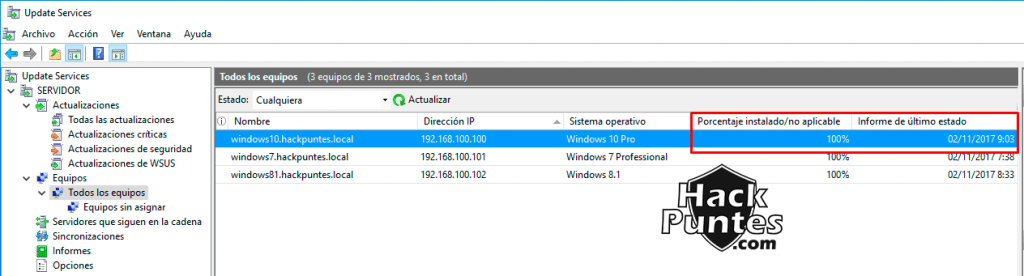 Update Services
Archivo Acción Ver Ventana Ayuda
Update Services
SERVIDOR
Actualizaciones
Todas las actualizaciones
Actualizaciones críticas
Actualizaciones de seguridad
Actualizaciones de WSUS
Equipos
Todos los equipos
Equipos sin asignar
Servidores que siguen en la cadena
Sincronizaciones
Informes
Opciones
Todos los equipos (3 equipos de 3 mostrados, 3 en total)
Estado: Cualquiera Actualizar
Nombre Dirección IP Sistema operativo Porcentaje instalado/no aplicable Informe de último estado
windows10.hackpuntes.local 192.168.100.100 Windows 10 Pro 100% 02/11/2017 9:03
windows7.hackpuntes.local 192.168.100.101 Windows 7 Professional 100% 02/11/2017 7:38
windows81.hackpuntes.local 192.168.100.102 Windows 8.1 100% 02/11/2017 8:33
Hack
Puntes
.com